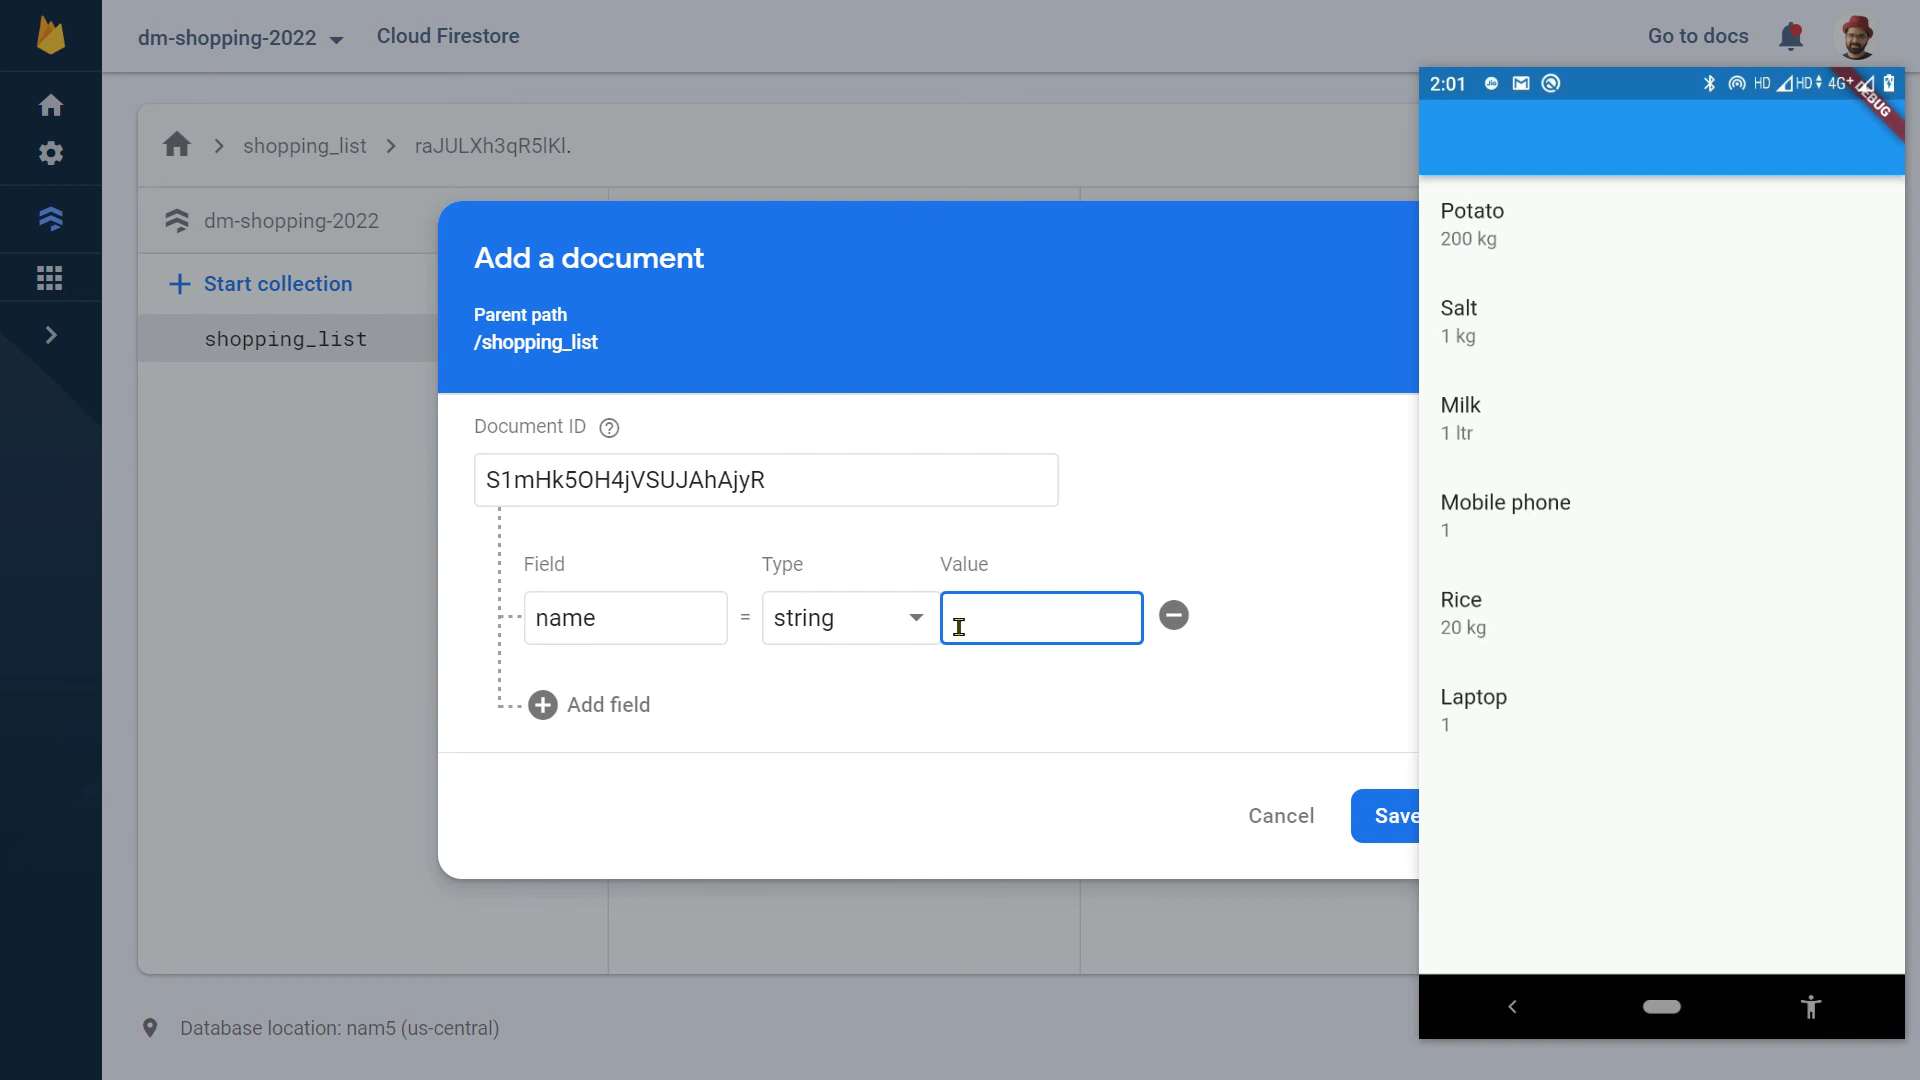 dm-shopping-2022
Cloud Firestore
Go to docs
shopping_list
raJULXh3qR5lKl.
dm-shopping-2022
Start collection
shopping_list
Add a document
Parent path
/shopping_list
Document ID
S1mHk5OH4jVSUJAhAjyR
Field
Type
Value
name
=
string
Add field
Cancel
Save
Database location: nam5 (us-central)
2:01
HD
HD
4G+
Potato
200 kg
Salt
1 kg
Milk
1 ltr
Mobile phone
1
Rice
20 kg
Laptop
1